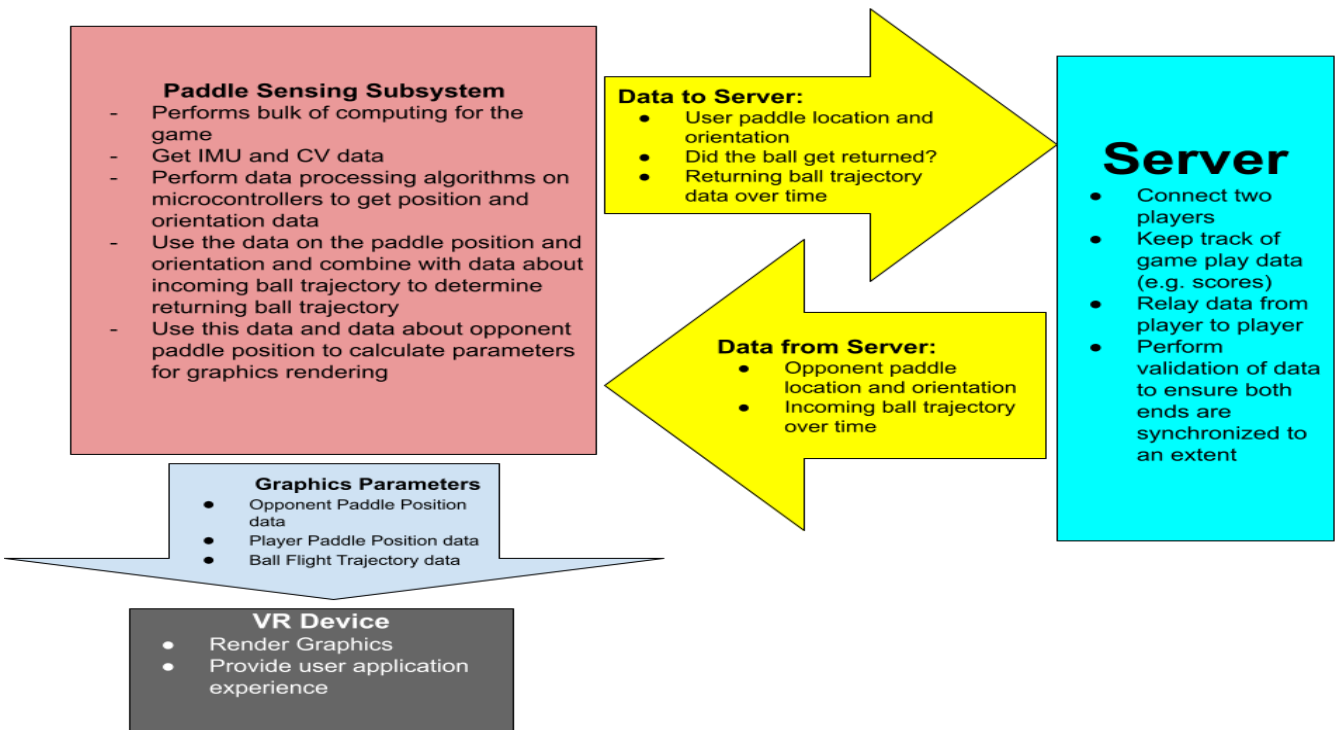 Paddle Sensing Subsystem
- Performs bulk of computing for the
game
- Get IMU and CV data
- Perform data processing algorithms on
microcontrollers to get position and
orientation data
- Use the data on the paddle position and
orientation and combine with data about
incoming ball trajectory to determine
returning ball trajectory
- Use this data and data about opponent
paddle position to calculate parameters
for graphics rendering
Data to Server:
● User paddle location and
orientation
● Did the ball get returned?
● Returning ball trajectory
data over time
Server
● Connect two
players
● Keep track of
game play data
(e.g. scores)
● Relay data from
player to player
● Perform
validation of data
to ensure both
ends are
synchronized to
an extent
Data from Server:
● Opponent paddle
location and orientation
● Incoming ball trajectory
over time
Graphics Parameters
● Opponent Paddle Position
data
● Player Paddle Position data
● Ball Flight Trajectory data
VR Device
● Render Graphics
● Provide user application
experience